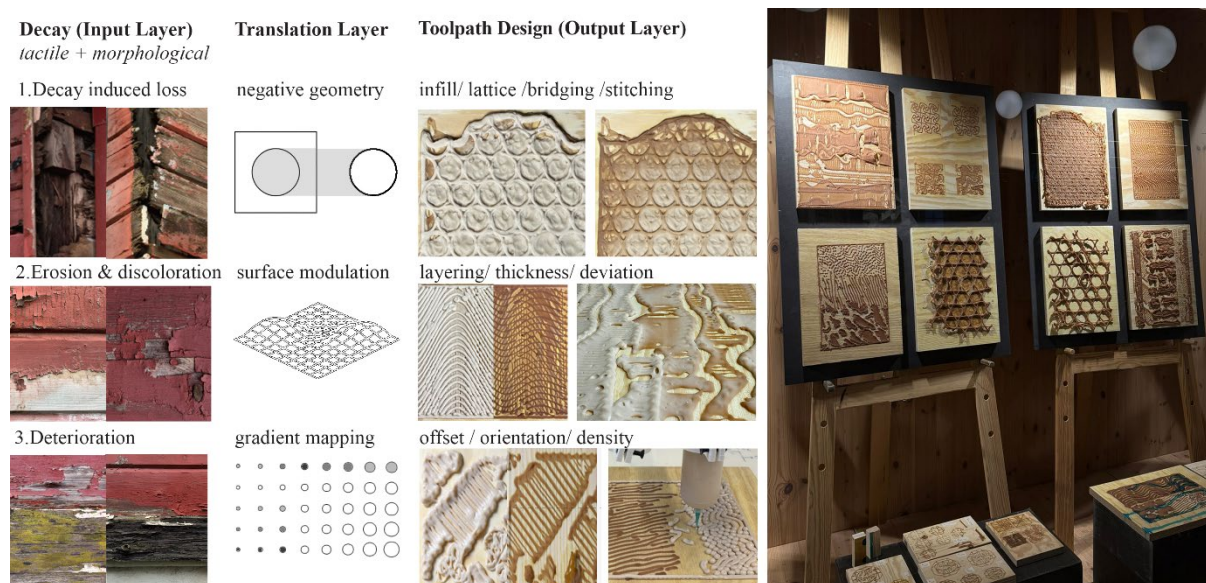 Decay (Input Layer)
tactile + morphological
Translation Layer
Toolpath Design (Output Layer)
1.Decay induced loss
negative geometry
infill/ lattice /bridging /stitching
2.Erosion & discoloration
surface modulation
layering/ thickness/ deviation
3.Deterioration
gradient mapping
offset / orientation/ density